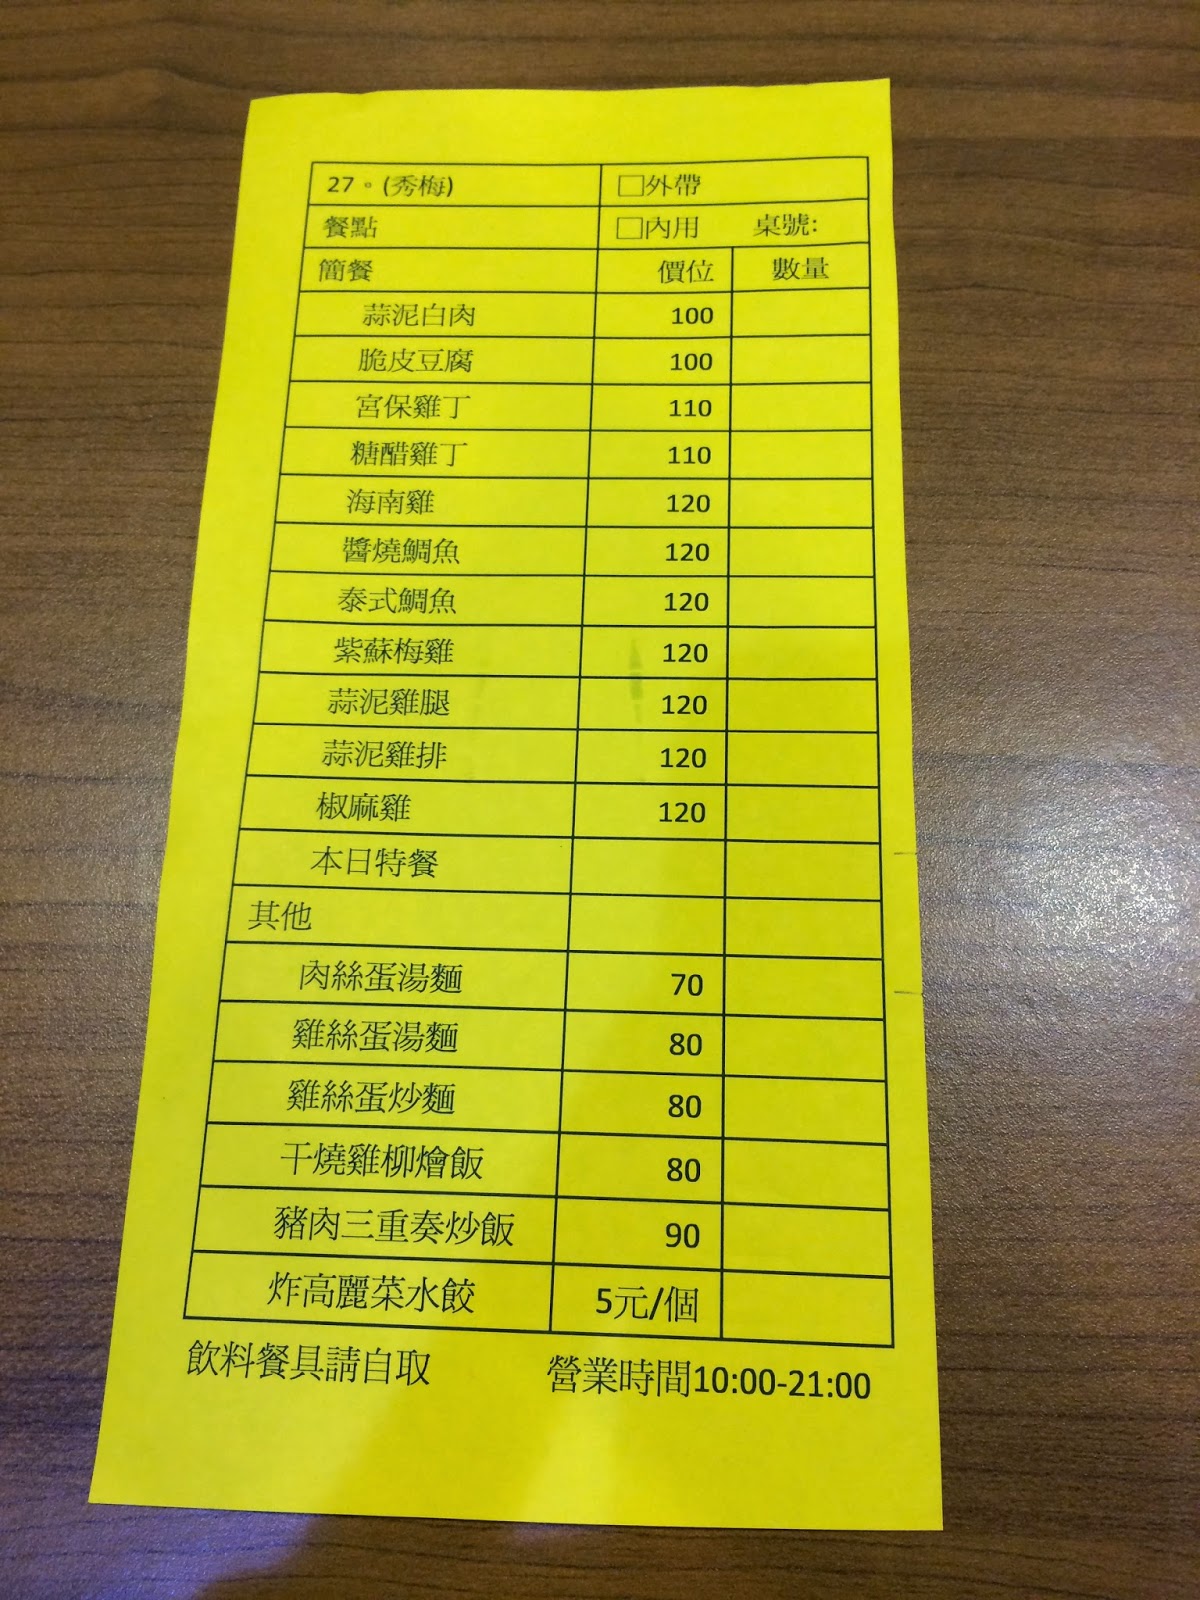 27。(秀梅) □外帶
餐點 □內用 桌號:
簡餐 價位 數量
蒜泥白肉 100
脆皮豆腐 100
宮保雞丁 110
糖醋雞丁 110
海南雞 120
醬燒鯛魚 120
泰式鯛魚 120
紫蘇梅雞 120
蒜泥雞腿 120
蒜泥雞排 120
椒麻雞 120
本日特餐
其他
肉絲蛋湯麵 70
雞絲蛋湯麵 80
雞絲蛋炒麵 80
干燒雞柳燴飯 80
豬肉三重奏炒飯 90
炸高麗菜水餃 5元/個
飲料餐具請自取 營業時間10:00-21:00